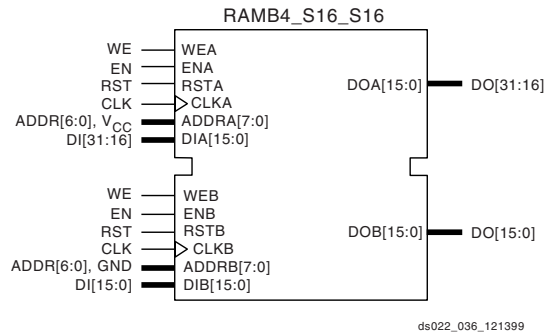 RAMB4_S16_S16
WE WEA
EN ENA
RST RSTA DOA[15:0] DO[31:16]
CLK CLKA
ADDR[6:0], VCC ADDRA[7:0]
DI[31:16] DIA[15:0]
WE WEB
EN ENB
RST RSTB DOB[15:0] DO[15:0]
CLK CLKB
ADDR[6:0], GND ADDRB[7:0]
DI[15:0] DIB[15:0]
ds022_036_121399